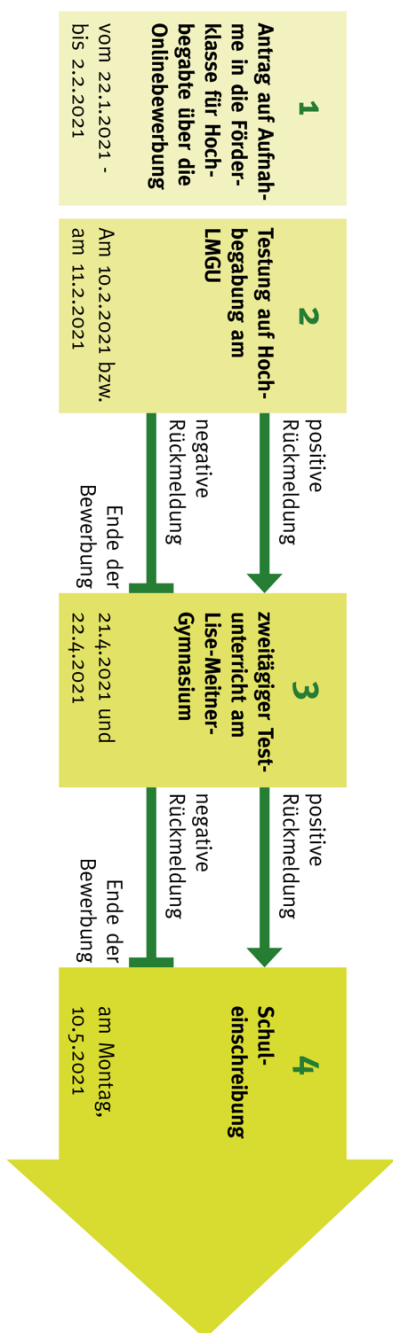 1
Antrag auf Aufnah-
me in die Förder-
klasse für Hoch-
begabte über die
Onlinebewerbung
vom 22.1.2021 -
bis 2.2.2021
2
Testung auf Hoch-
begabung am
LMGU
Am 10.2.2021 bzw.
am 11.2.2021
positive
Rückmeldung
negative
Rückmeldung
Ende der
Bewerbung
3
zweitägiger Test-
unterricht am
Lise-Meitner-
Gymnasium
21.4.2021 und
22.4.2021
positive
Rückmeldung
negative
Rückmeldung
Ende der
Bewerbung
4
Schul-
einschreibung
am Montag,
10.5.2021